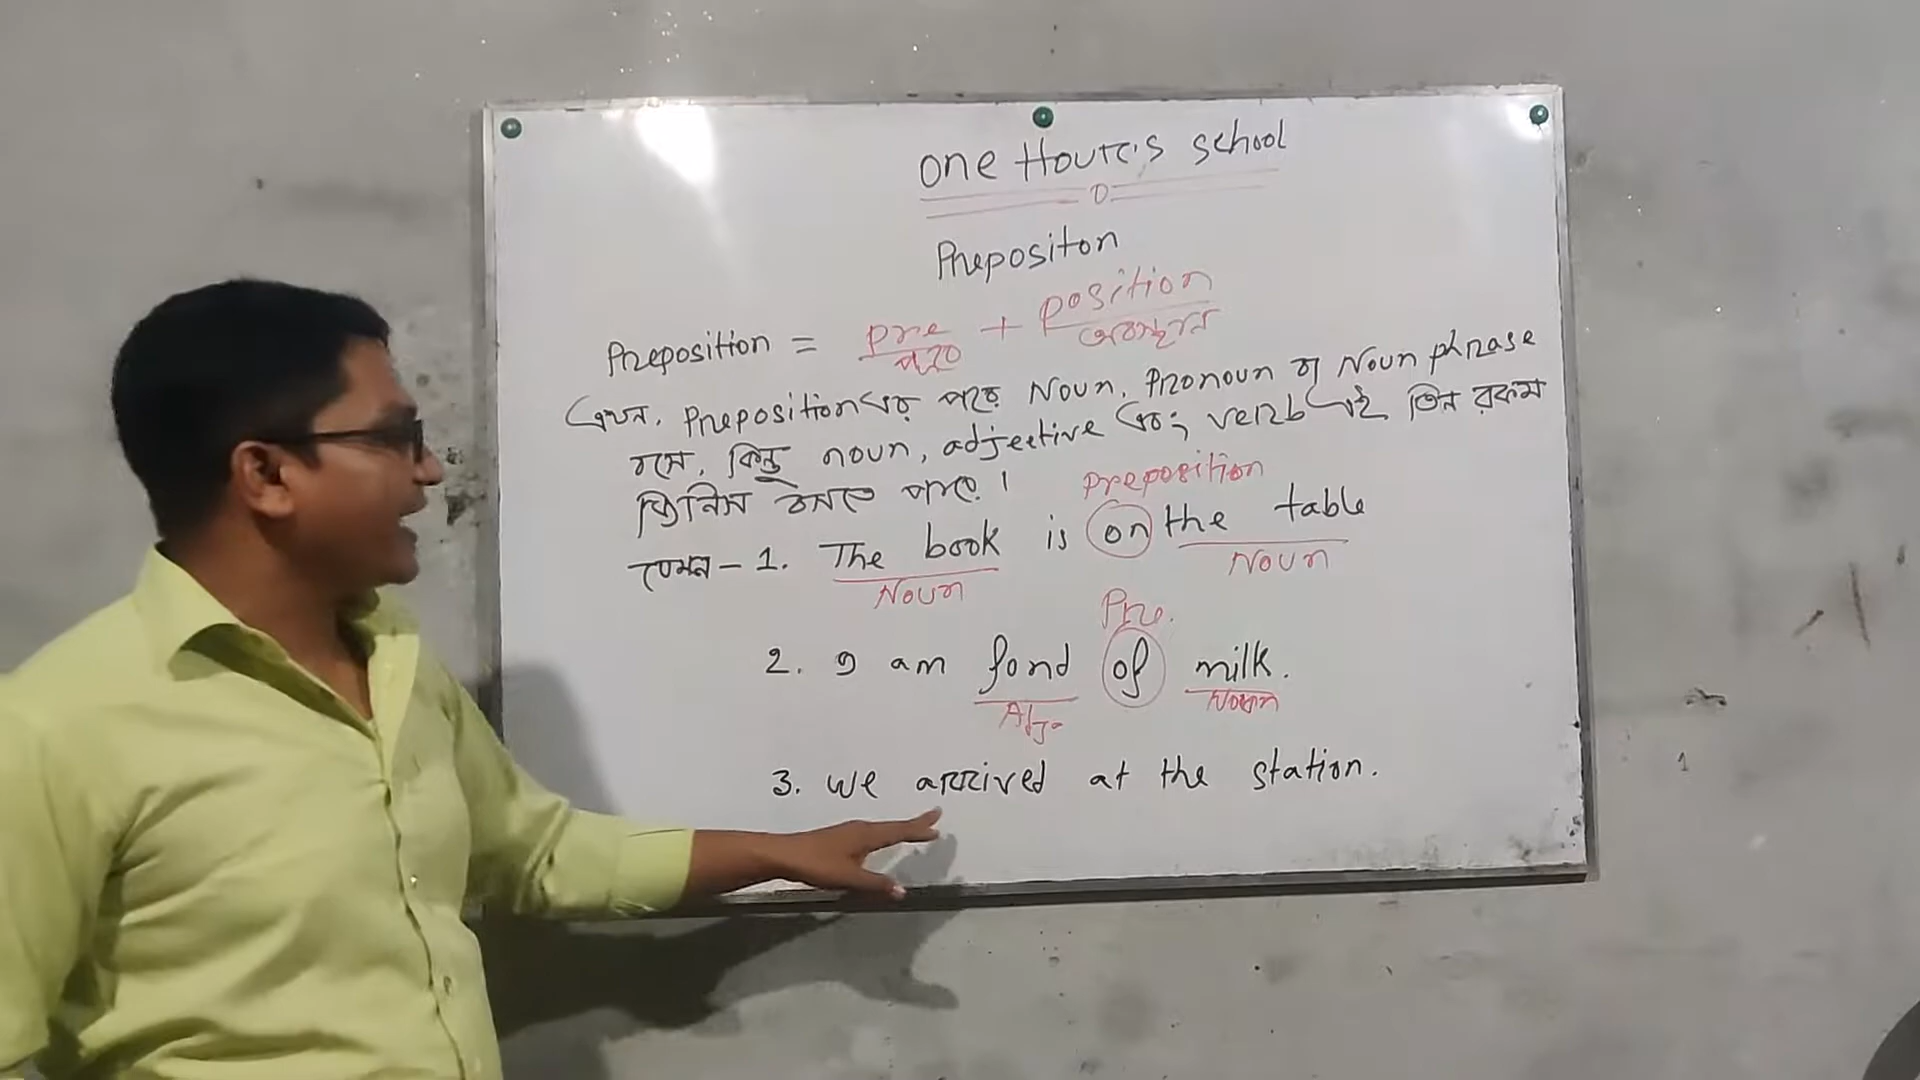 One Hour's school
Prepositon
Preposition = Pre + Position
অবস্থান
এখন, Preposition এর পরে Noun, Pronoun বা Noun phrase
বসে, কিন্তু noun, adjective এবং verb এই তিন রকম
জিনিস বসতে পারে।
Preposition
যেমন - 1. The book is on the table
Noun Noun
Pre.
2. I am fond of milk.
Adj. Noun
3. We arrived at the station.